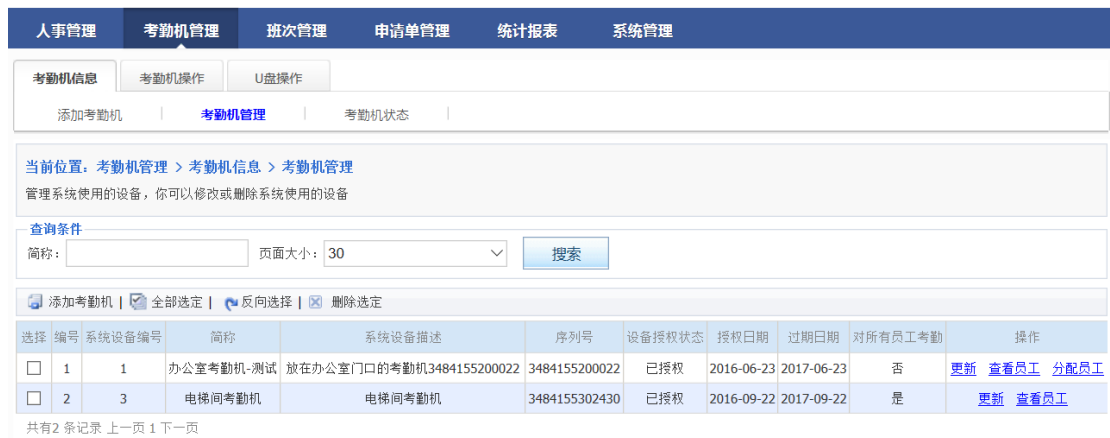 人事管理 考勤机管理 班次管理 申请单管理 统计报表 系统管理
考勤机信息 考勤机操作 U盘操作
添加考勤机 考勤机管理 考勤机状态
当前位置：考勤机管理 > 考勤机信息 > 考勤机管理
管理系统使用的设备，你可以修改或删除系统使用的设备
查询条件
简称： 页面大小：30 搜索
添加考勤机 | 全部选定 | 反向选择 | 删除选定
选择 编号 系统设备编号 简称 系统设备描述 序列号 设备授权状态 授权日期 过期日期 对所有员工考勤 操作
1 1 办公室考勤机-测试 放在办公室门口的考勤机3484155200022 3484155200022 已授权 2016-06-23 2017-06-23 否 更新 查看员工 分配员工
2 3 电梯间考勤机 电梯间考勤机 3484155302430 已授权 2016-09-22 2017-09-22 是 更新 查看员工
共有2 条记录 上一页 1 下一页